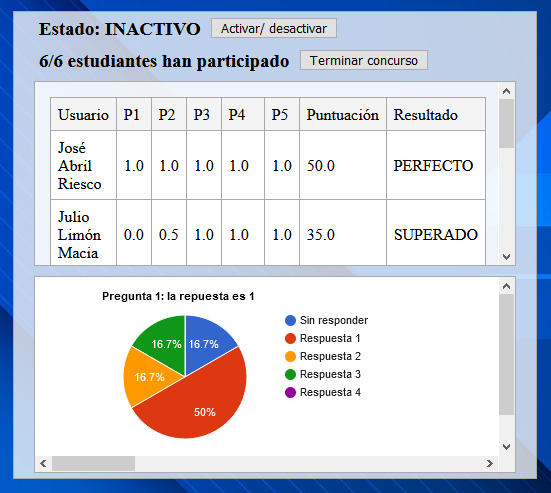 Estado: INACTIVO Activar/ desactivar
6/6 estudiantes han participado Terminar concurso
Usuario P1 P2 P3 P4 P5 Puntuación Resultado
José
Abril
Riesco 1.0 1.0 1.0 1.0 1.0 50.0 PERFECTO
Julio
Limón
Macia 0.0 0.5 1.0 1.0 1.0 35.0 SUPERADO
Pregunta 1: la repuesta es 1
16.7% 16.7% 16.7% 50%
Sin responder
Respuesta 1
Respuesta 2
Respuesta 3
Respuesta 4